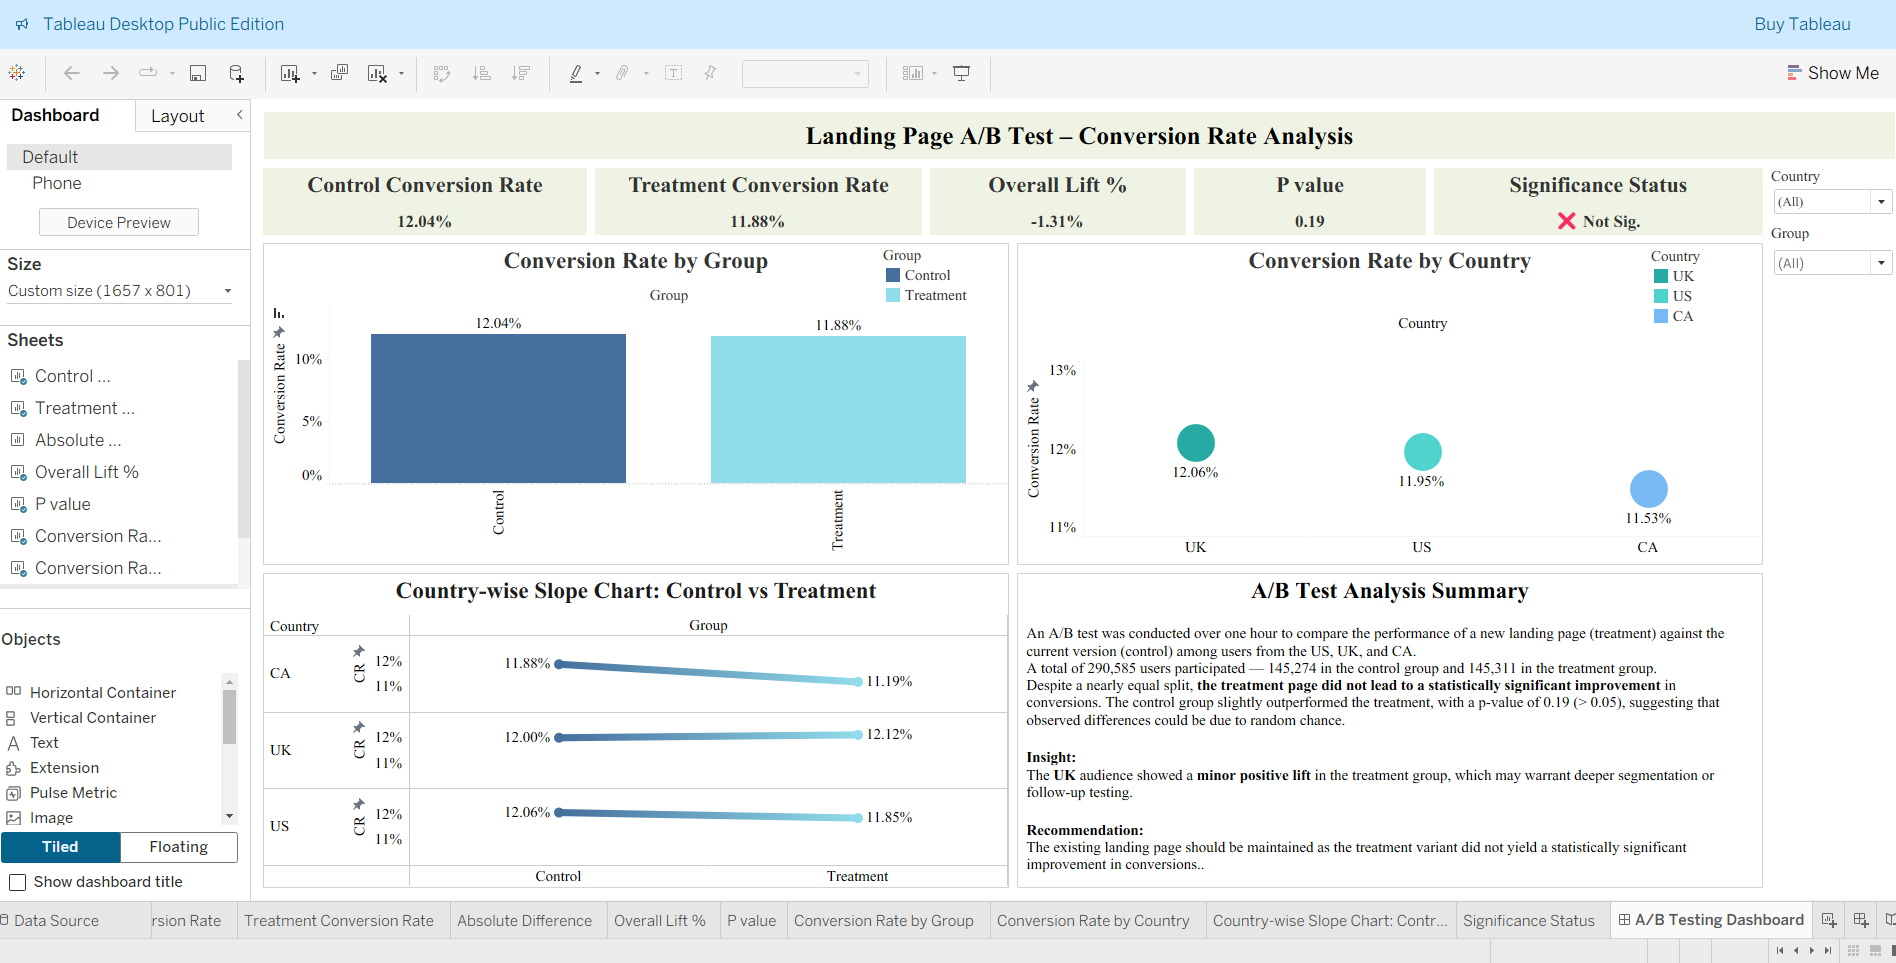 Tableau Desktop Public Edition
Buy Tableau
Show Me
Dashboard
Layout
Default
Phone
Device Preview
Size
Custom size (1657 x 801)
Sheets
Control ...
Treatment ...
Absolute ...
Overall Lift %
P value
Conversion Ra...
Conversion Ra...
Objects
Horizontal Container
Vertical Container
Text
Extension
Pulse Metric
Image
Tiled
Floating
Show dashboard title
Landing Page A/B Test – Conversion Rate Analysis
Control Conversion Rate
12.04%
Treatment Conversion Rate
11.88%
Overall Lift %
-1.31%
P value
0.19
Significance Status
❌ Not Sig.
Country
(All)
Group
(All)
Conversion Rate by Group
Group
Control
Treatment
Group
Conversion Rate
10%
5%
0%
12.04%
11.88%
Control
Treatment
Conversion Rate by Country
Country
UK
US
CA
Country
Conversion Rate
13%
12%
11%
12.06%
11.95%
11.53%
UK
US
CA
Country-wise Slope Chart: Control vs Treatment
Country
Group
CA
CR
12%
11%
11.88%
11.19%
UK
CR
12%
11%
12.00%
12.12%
US
CR
12%
11%
12.06%
11.85%
Control
Treatment
A/B Test Analysis Summary
An A/B test was conducted over one hour to compare the performance of a new landing page (treatment) against the
current version (control) among users from the US, UK, and CA.
A total of 290,585 users participated — 145,274 in the control group and 145,311 in the treatment group.
Despite a nearly equal split, the treatment page did not lead to a statistically significant improvement in
conversions. The control group slightly outperformed the treatment, with a p-value of 0.19 (> 0.05), suggesting that
observed differences could be due to random chance.
Insight:
The UK audience showed a minor positive lift in the treatment group, which may warrant deeper segmentation or
follow-up testing.
Recommendation:
The existing landing page should be maintained as the treatment variant did not yield a statistically significant
improvement in conversions..
Data Source
rsion Rate
Treatment Conversion Rate
Absolute Difference
Overall Lift %
P value
Conversion Rate by Group
Conversion Rate by Country
Country-wise Slope Chart: Contr...
Significance Status
A/B Testing Dashboard